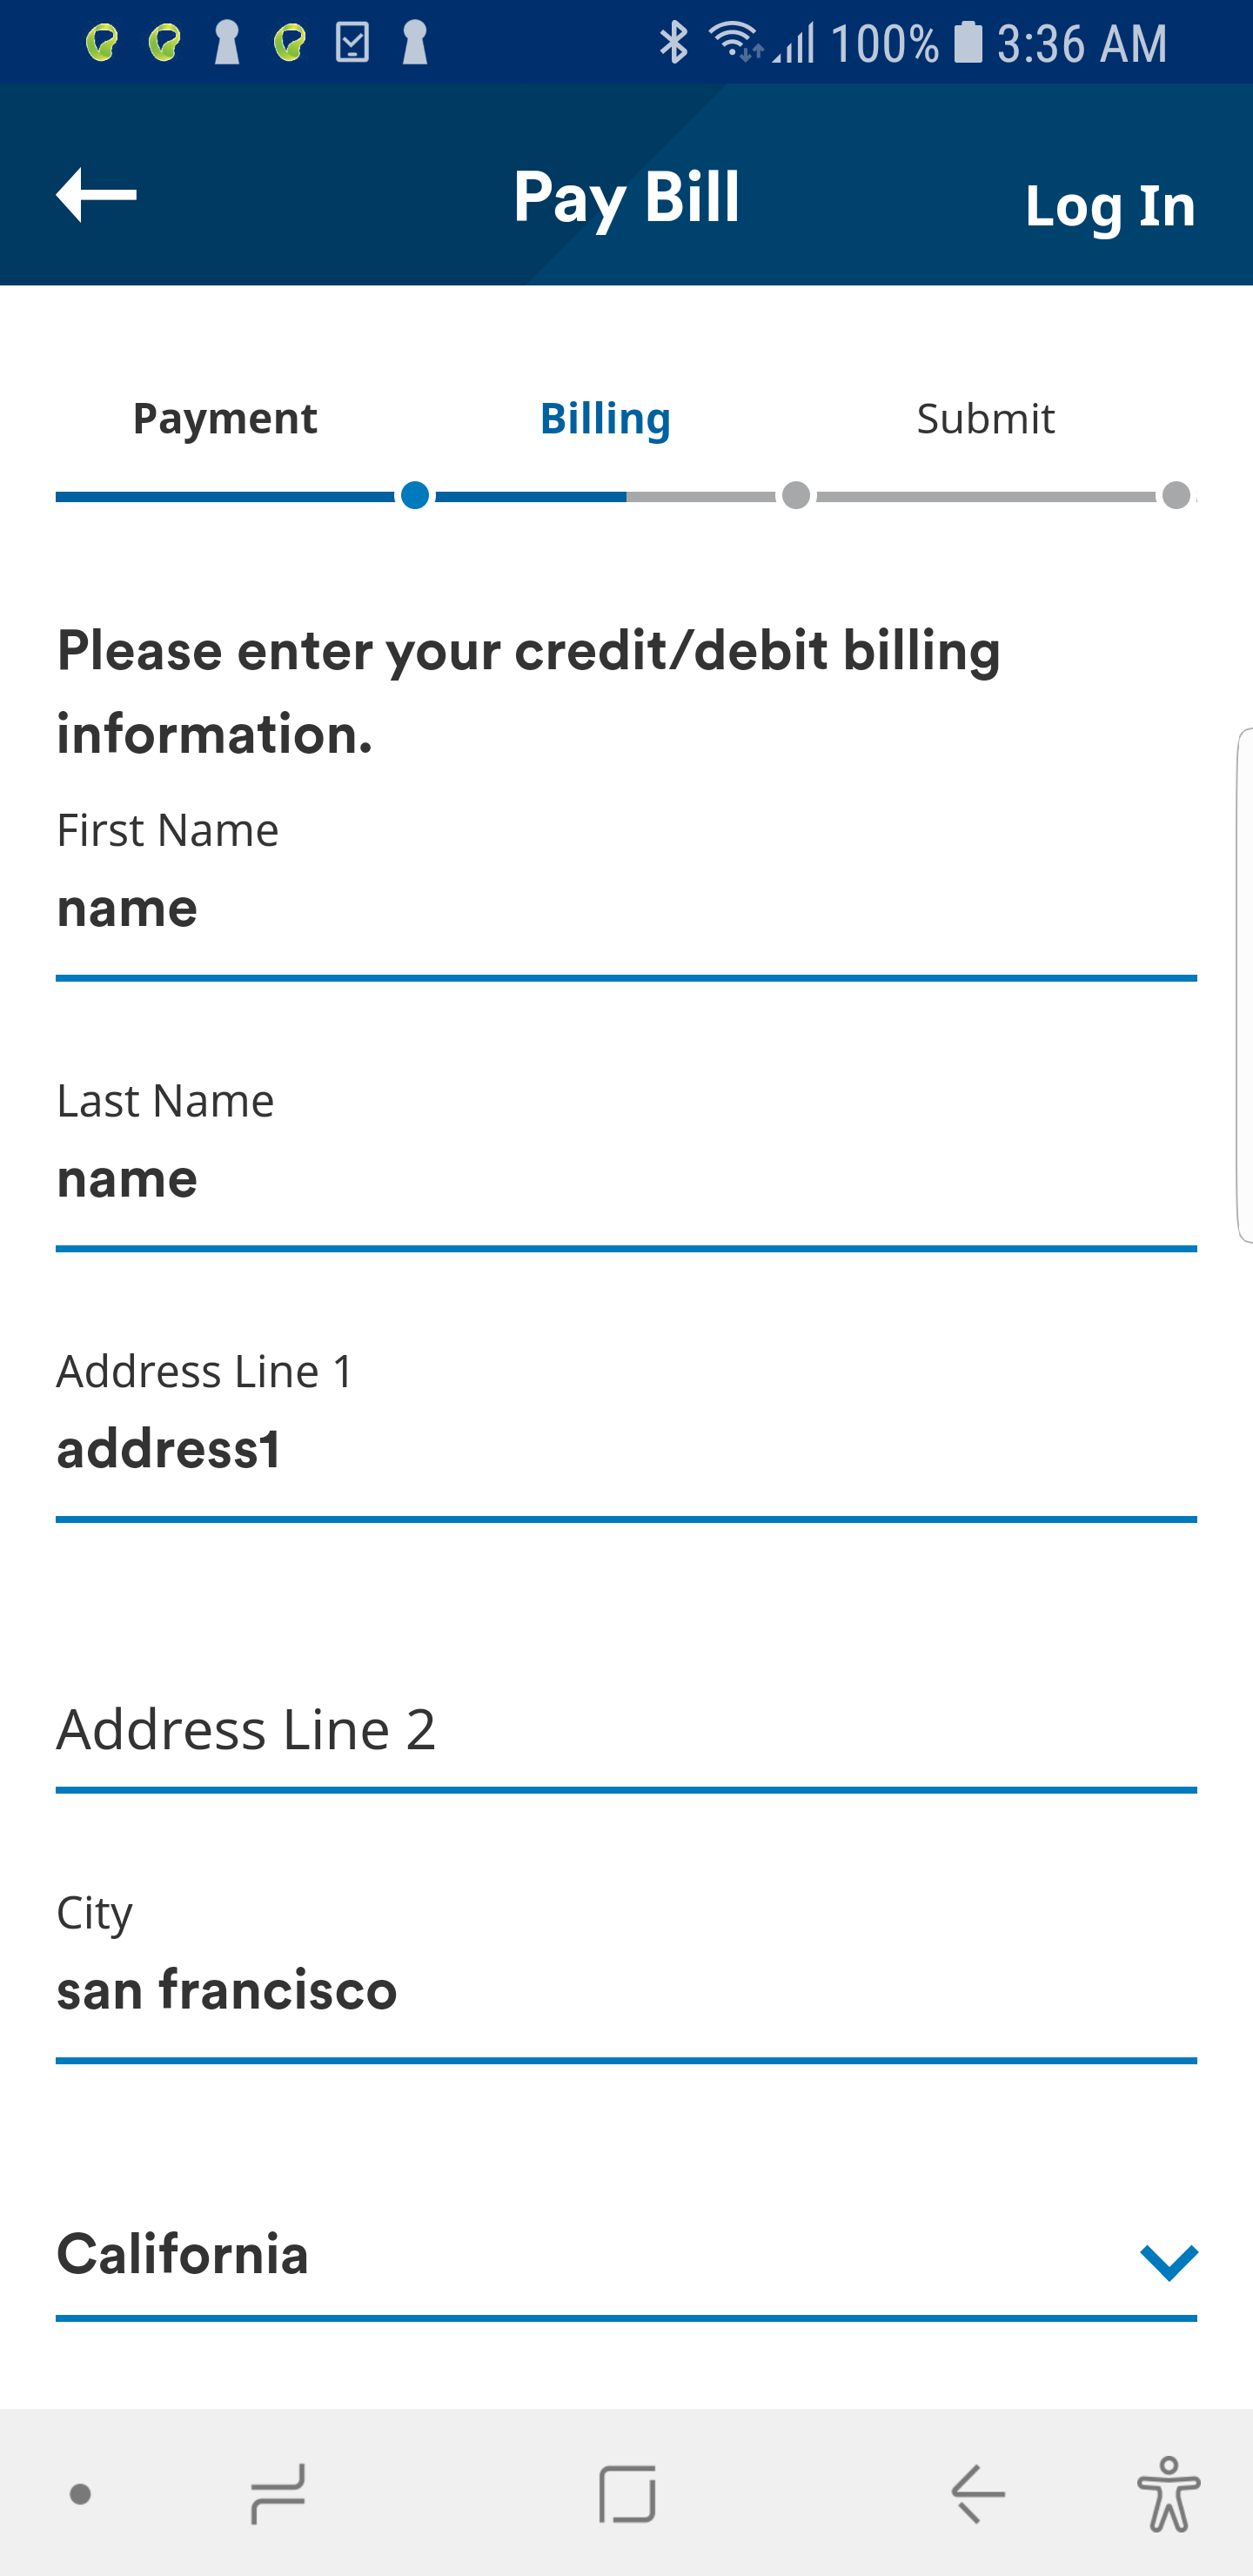 100% 3:36 AM
Pay Bill
Log In
Payment Billing Submit
Please enter your credit/debit billing
information.
First Name
name
Last Name
name
Address Line 1
address1
Address Line 2
City
san francisco
California